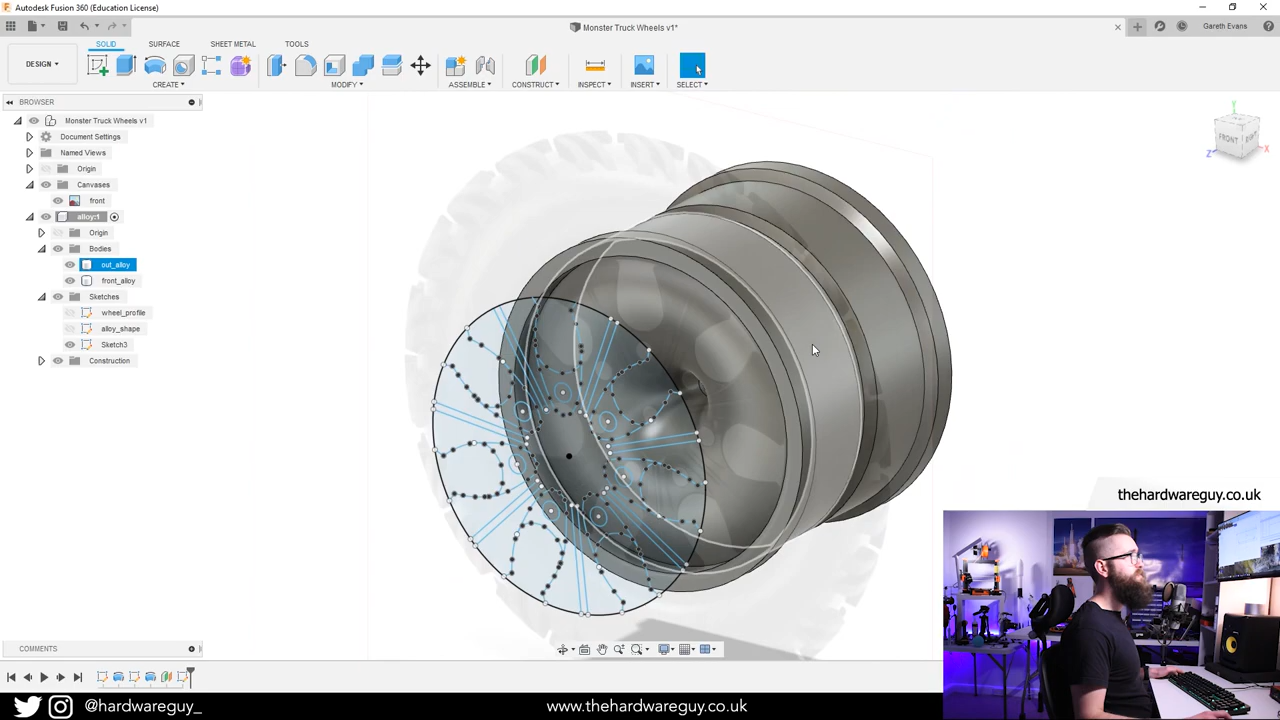 Autodesk Fusion 360 (Education License)
Monster Truck Wheels v1*
Gareth Evans
SOLID SURFACE SHEET METAL TOOLS
DESIGN
CREATE MODIFY ASSEMBLE CONSTRUCT INSPECT INSERT SELECT
BROWSER
Monster Truck Wheels v1
Document Settings
Named Views
Origin
Canvases
front
alloy:1
Origin
Bodies
out_alloy
front_alloy
Sketches
wheel_profile
alloy_shape
Sketch3
Construction
Y
FRONT
RIGHT
Z
X
thehardwareguy.co.uk
COMMENTS
@hardwareguy_
www.thehardwareguy.co.uk